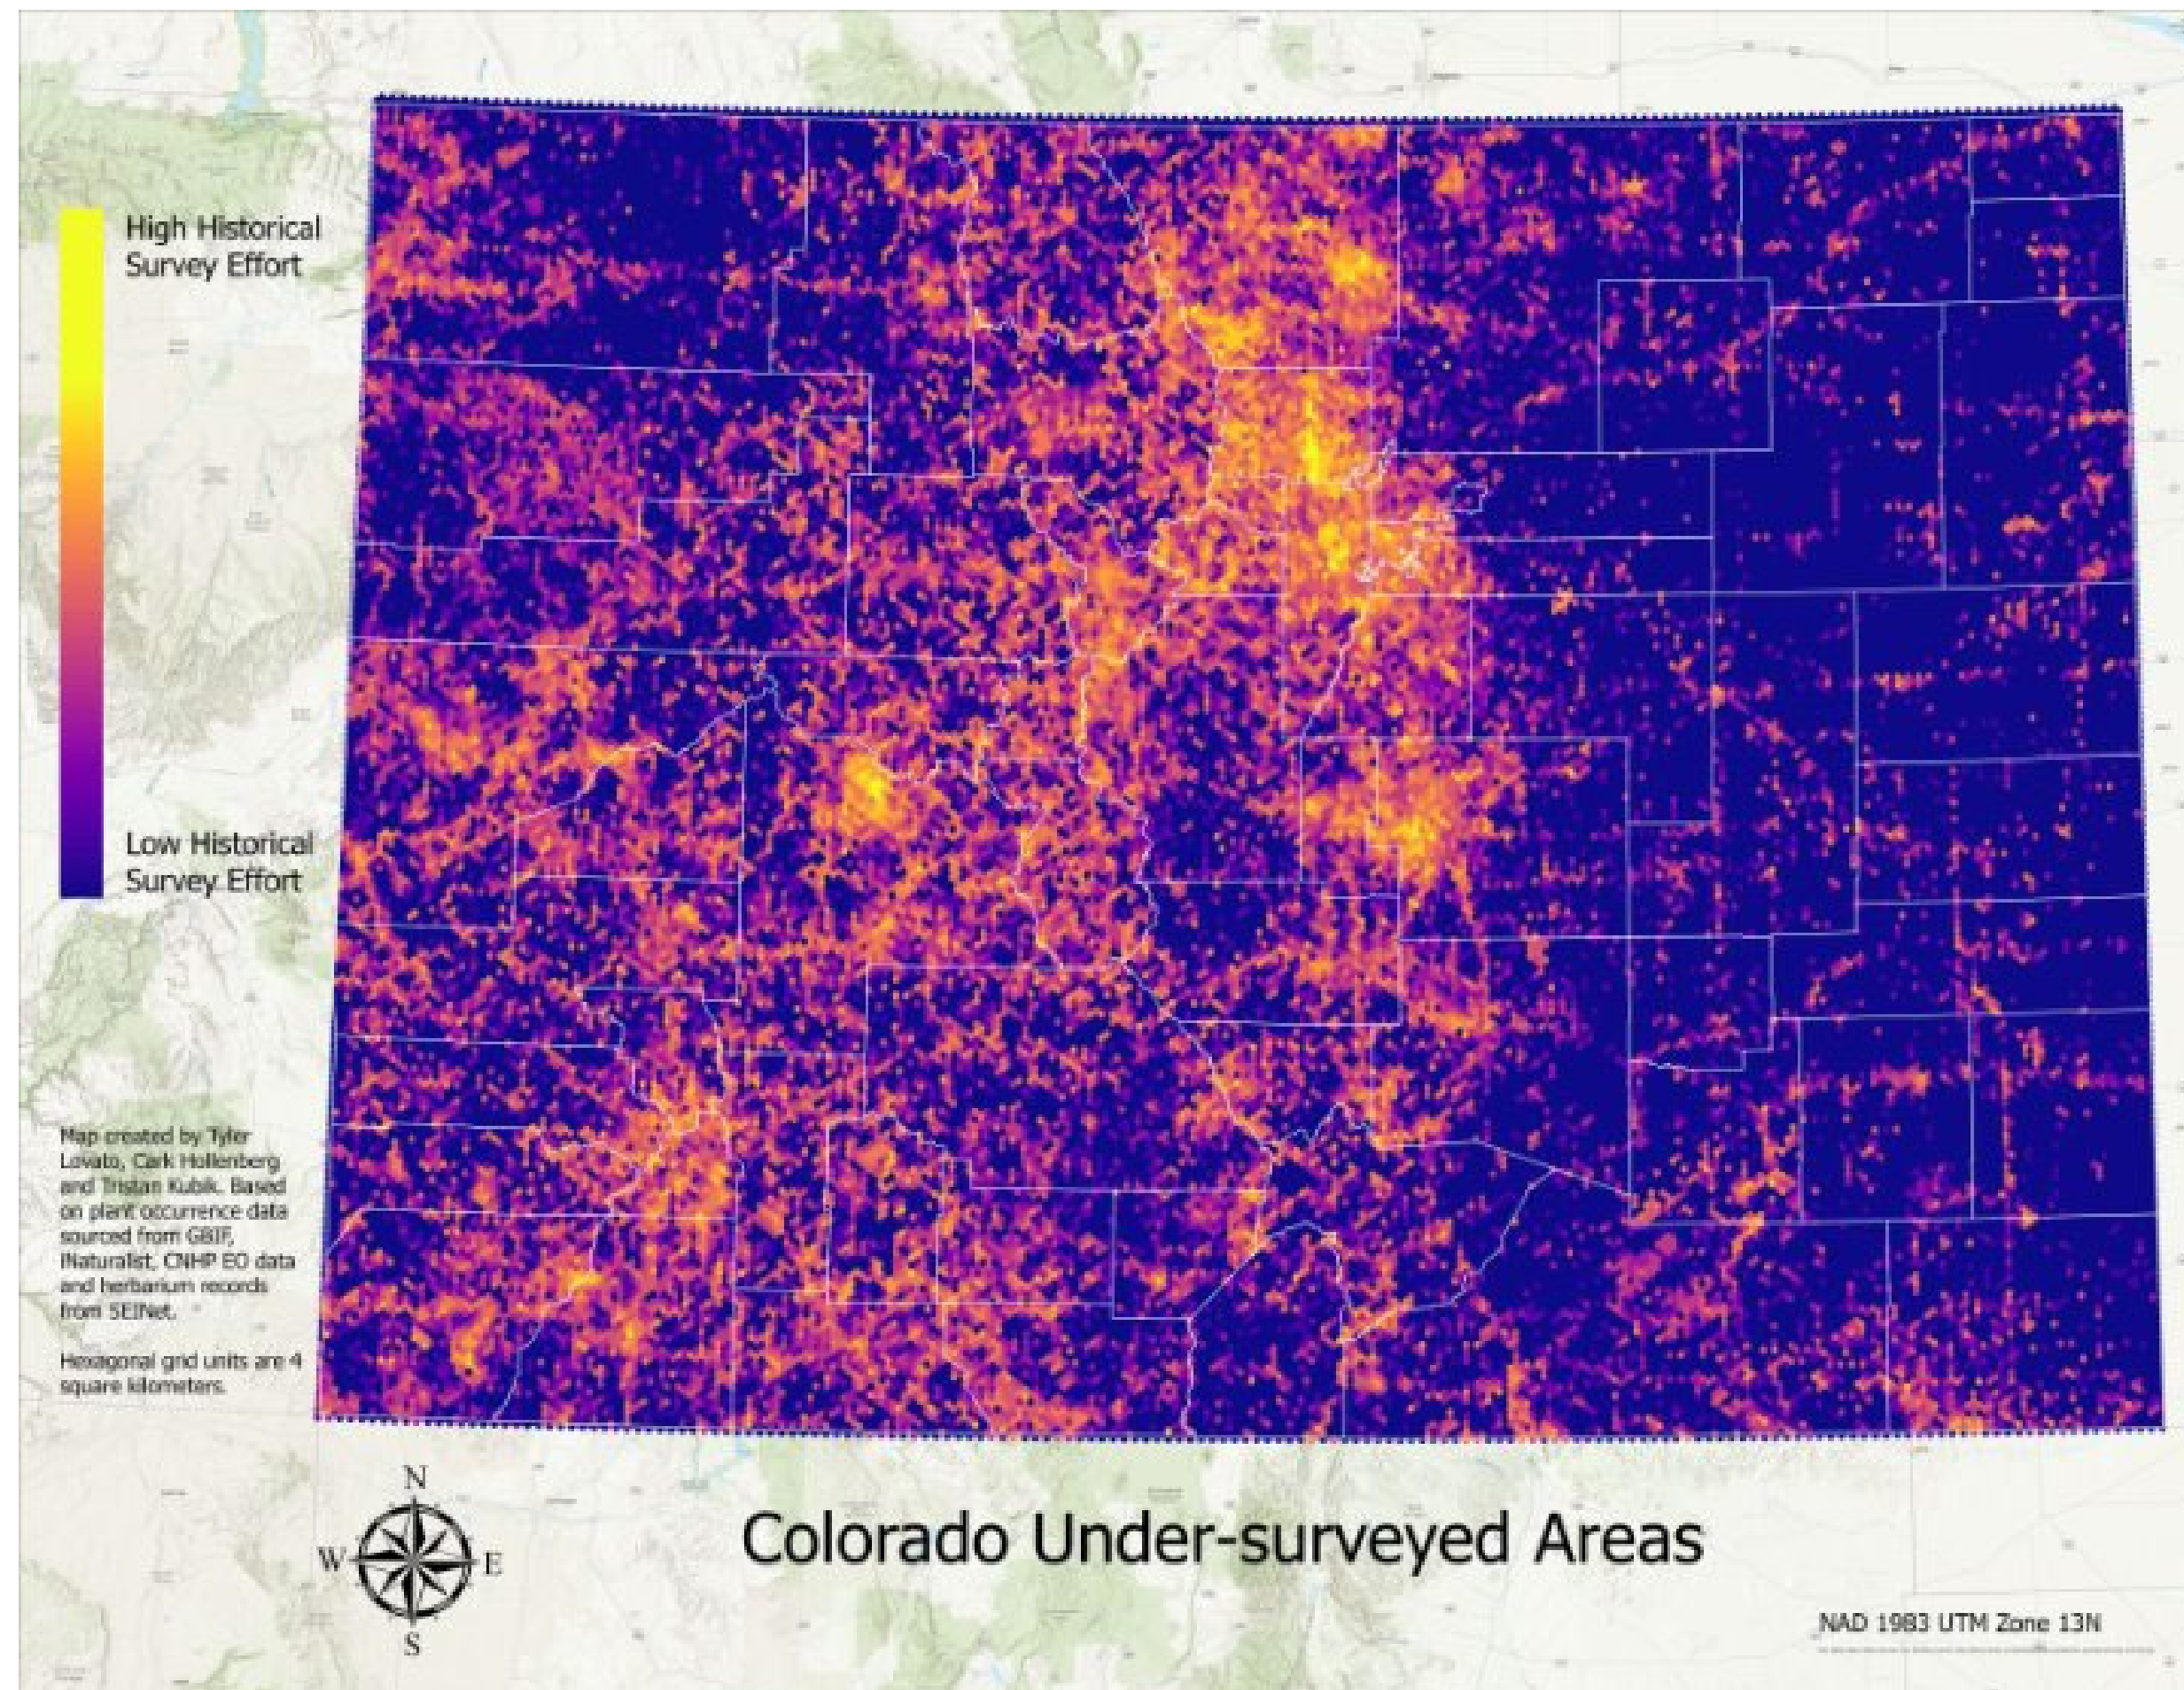 High Historical
Survey Effort
Low Historical
Survey Effort
Map created by Tyler
Lovato, Cark Hollenberg
and Tristan Kubik. Based
on plant occurrence data
sourced from GBIF,
iNaturalist, CNHP EO data
and herbarium records
from SEINet.
Hexagonal grid units are 4
square kilometers.
N
W
E
S
Colorado Under-surveyed Areas
NAD 1983 UTM Zone 13N